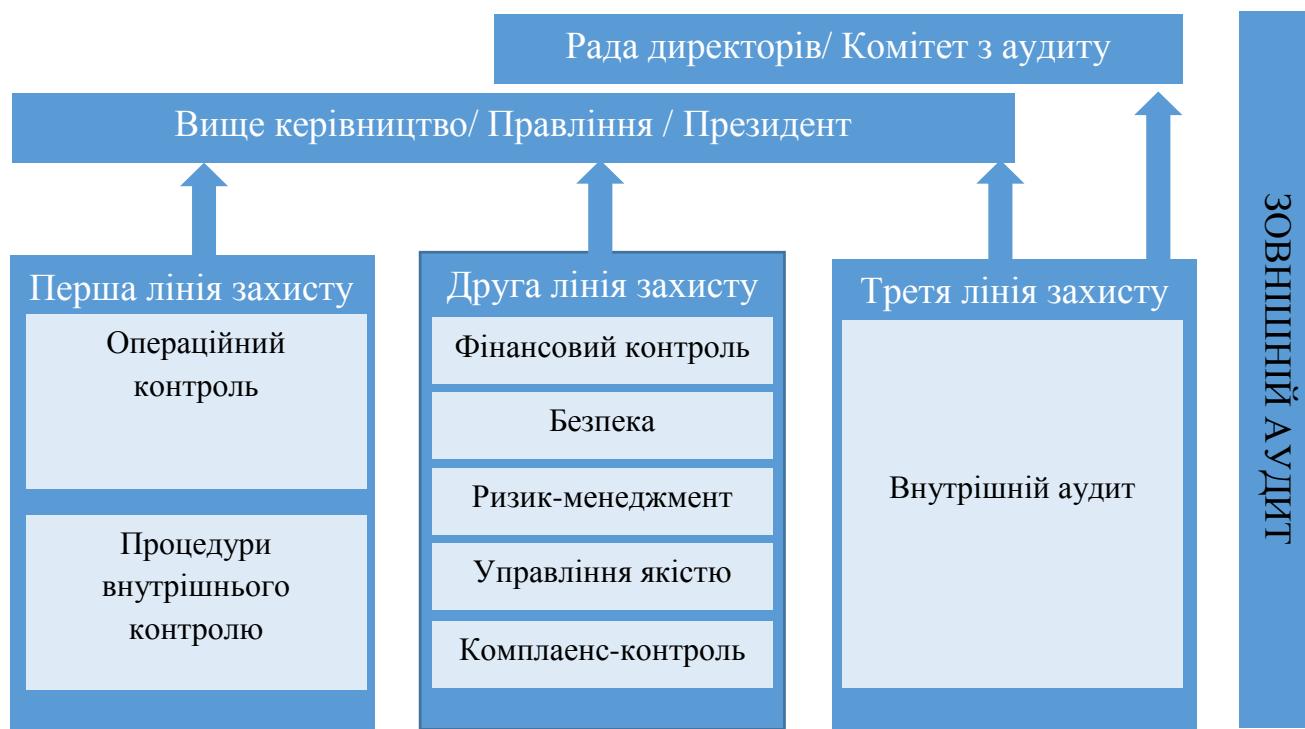 Рада директорів/ Комітет з аудиту
Вище керівництво/ Правління / Президент
Перша лінія захисту
Операційний
контроль
Процедури
внутрішнього
контролю
Друга лінія захисту
Фінансовий контроль
Безпека
Ризик-менеджмент
Управління якістю
Комплаенс-контроль
Третя лінія захисту
Внутрішній аудит
ЗОВНІШНІЙ АУДИТ